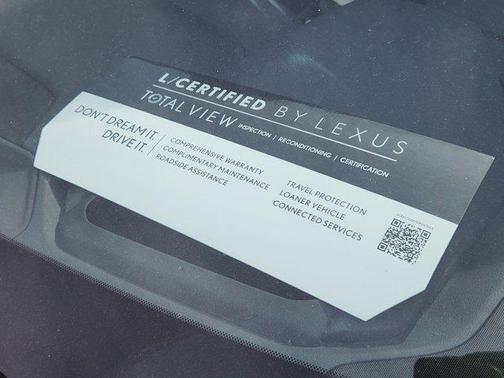 L/CERTIFIED BY LEXUS
TOTAL VIEW INSPECTION | RECONDITIONING | CERTIFICATION
DON'T DREAM IT.
DRIVE IT.
COMPREHENSIVE WARRANTY
COMPLIMENTARY MAINTENANCE
ROADSIDE ASSISTANCE
TRAVEL PROTECTION
LOANER VEHICLE
CONNECTED SERVICES